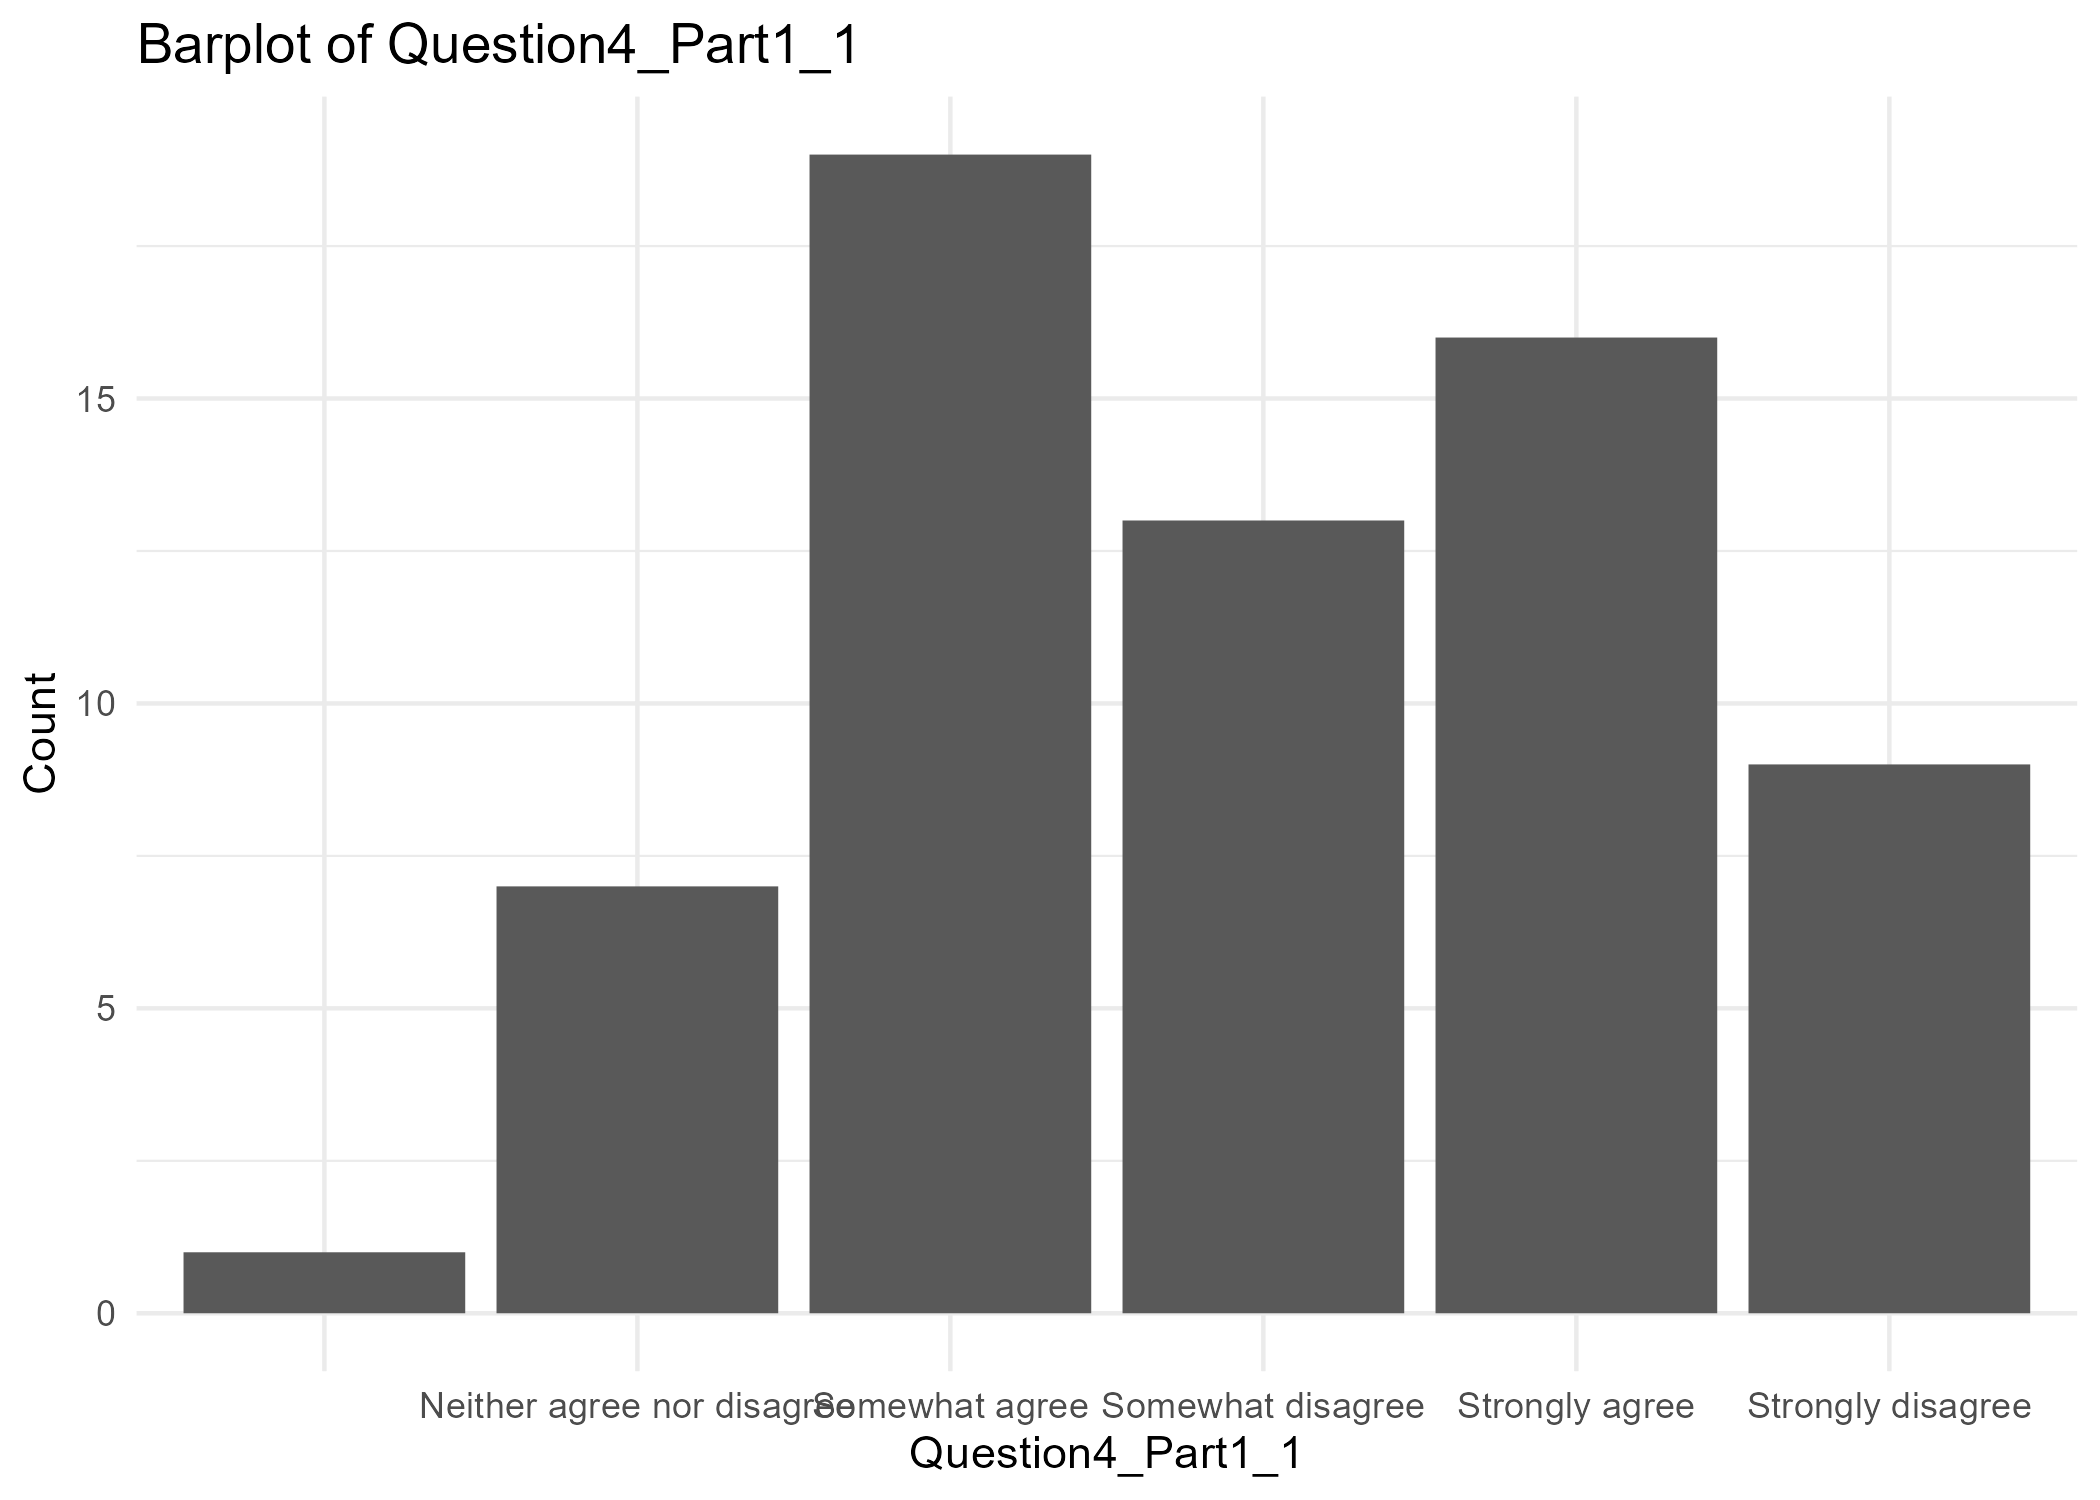 Barplot of Question4_Part1_1
15
10
5
0
Count
Neither agree nor disagree Somewhat agree Somewhat disagree Strongly agree Strongly disagree
Question4_Part1_1